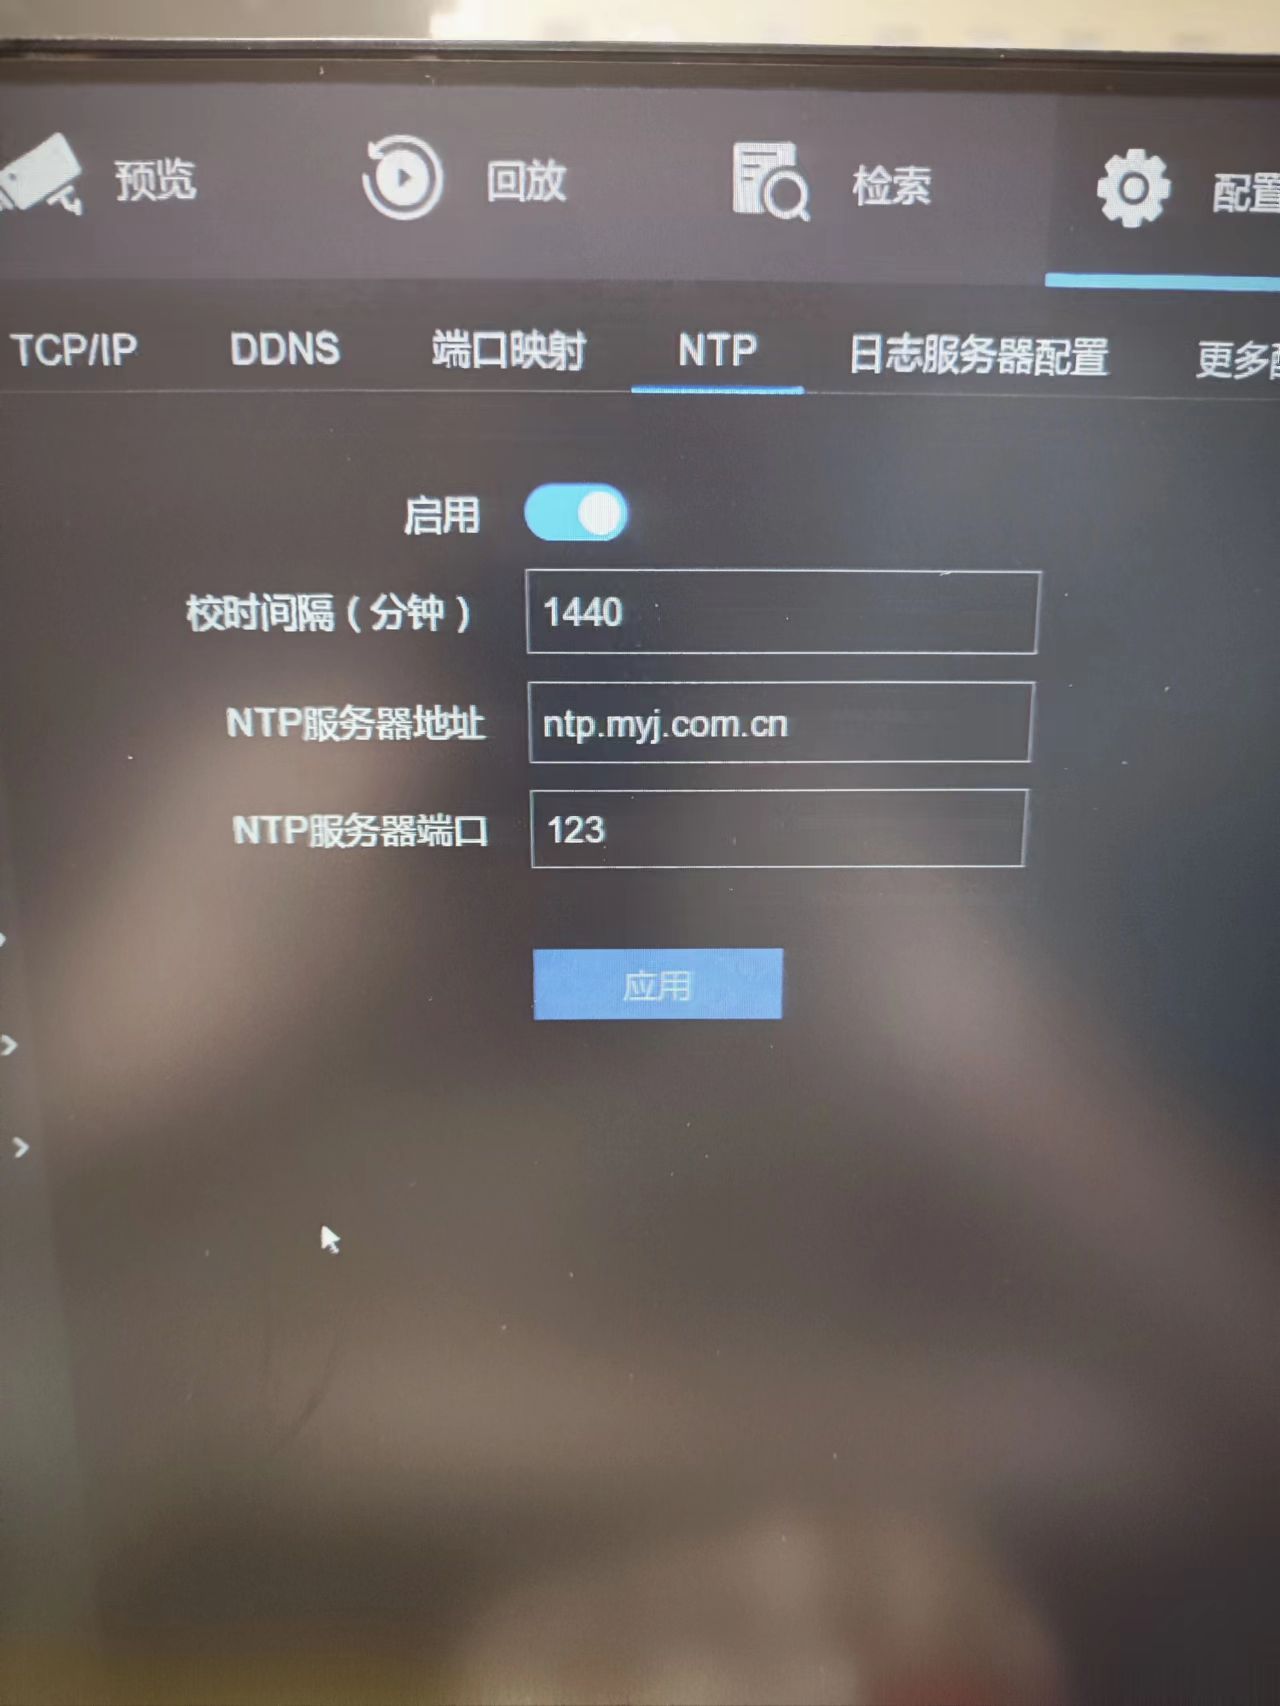 预览 回放 检索 配置
TCP/IP DDNS 端口映射 NTP 日志服务器配置 更多
启用
校时间隔（分钟） 1440
NTP服务器地址 ntp.myj.com.cn
NTP服务器端口 123
应用